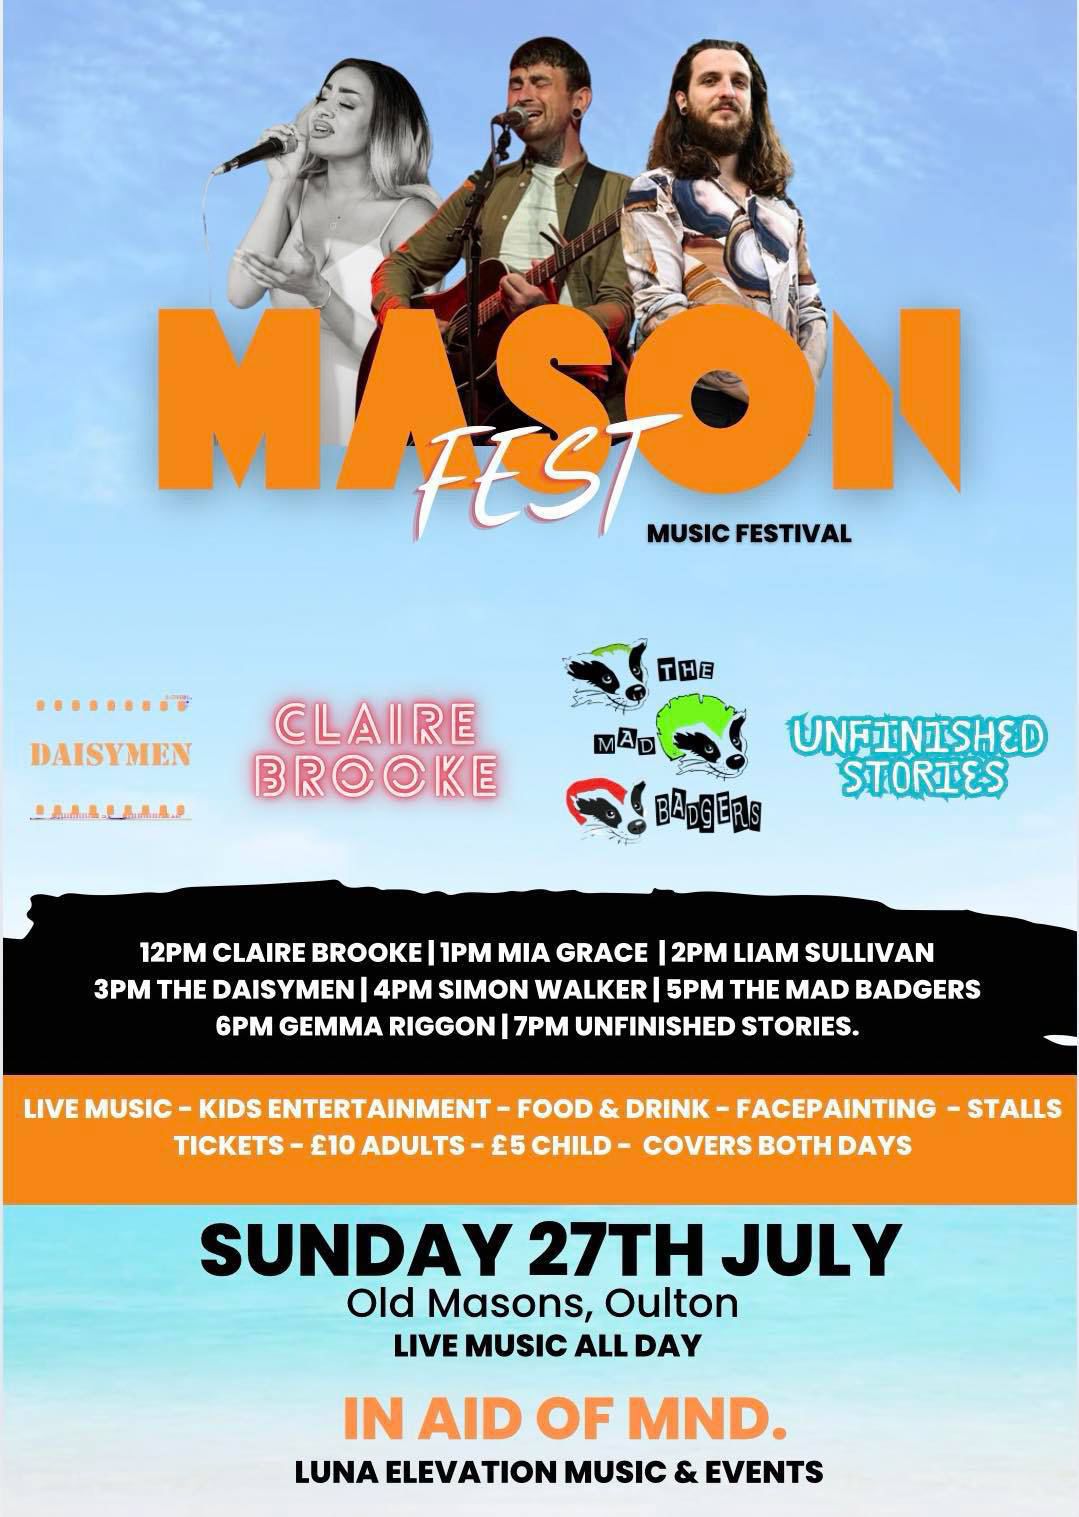 MASON
FEST
MUSIC FESTIVAL
DAISYMEN
CLAIRE
BROOKE
THE
MAD
BADGERS
UNFINISHED
STORIES
12PM CLAIRE BROOKE | 1PM MIA GRACE | 2PM LIAM SULLIVAN
3PM THE DAISYMEN | 4PM SIMON WALKER | 5PM THE MAD BADGERS
6PM GEMMA RIGGON | 7PM UNFINISHED STORIES.
LIVE MUSIC - KIDS ENTERTAINMENT - FOOD & DRINK - FACEPAINTING - STALLS
TICKETS - £10 ADULTS - £5 CHILD - COVERS BOTH DAYS
SUNDAY 27TH JULY
Old Masons, Oulton
LIVE MUSIC ALL DAY
IN AID OF MND.
LUNA ELEVATION MUSIC & EVENTS